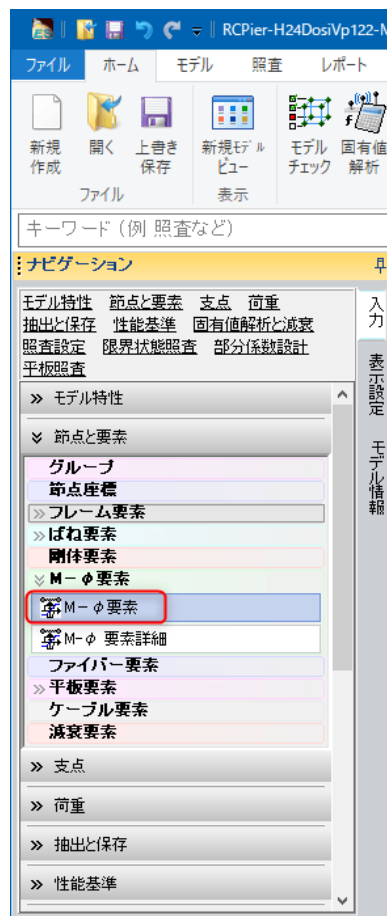 RCPier-H24DosiVp122-M
ファイル ホーム モデル 照査 レポート
新規作成 開く 上書き保存 新規モデルビュー モデルチェック 固有値解析
ファイル 表示
キーワード (例 照査など)
ナビゲーション
モデル特性 節点と要素 支点 荷重
抽出と保存 性能基準 固有値解析と減衰
照査設定 限界状態照査 部分係数設計
平板照査
入力
表示設定
モデル情報
モデル特性
節点と要素
グループ
節点座標
フレーム要素
ばね要素
剛体要素
M-φ要素
M-φ要素
M-φ 要素詳細
ファイバー要素
平板要素
ケーブル要素
減衰要素
支点
荷重
抽出と保存
性能基準